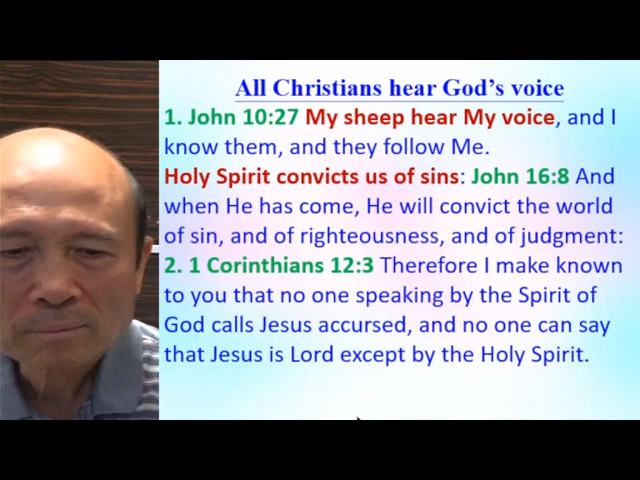 All Christians hear God’s voice
1. John 10:27 My sheep hear My voice, and I
know them, and they follow Me.
Holy Spirit convicts us of sins: John 16:8 And
when He has come, He will convict the world
of sin, and of righteousness, and of judgment:
2. 1 Corinthians 12:3 Therefore I make known
to you that no one speaking by the Spirit of
God calls Jesus accursed, and no one can say
that Jesus is Lord except by the Holy Spirit.